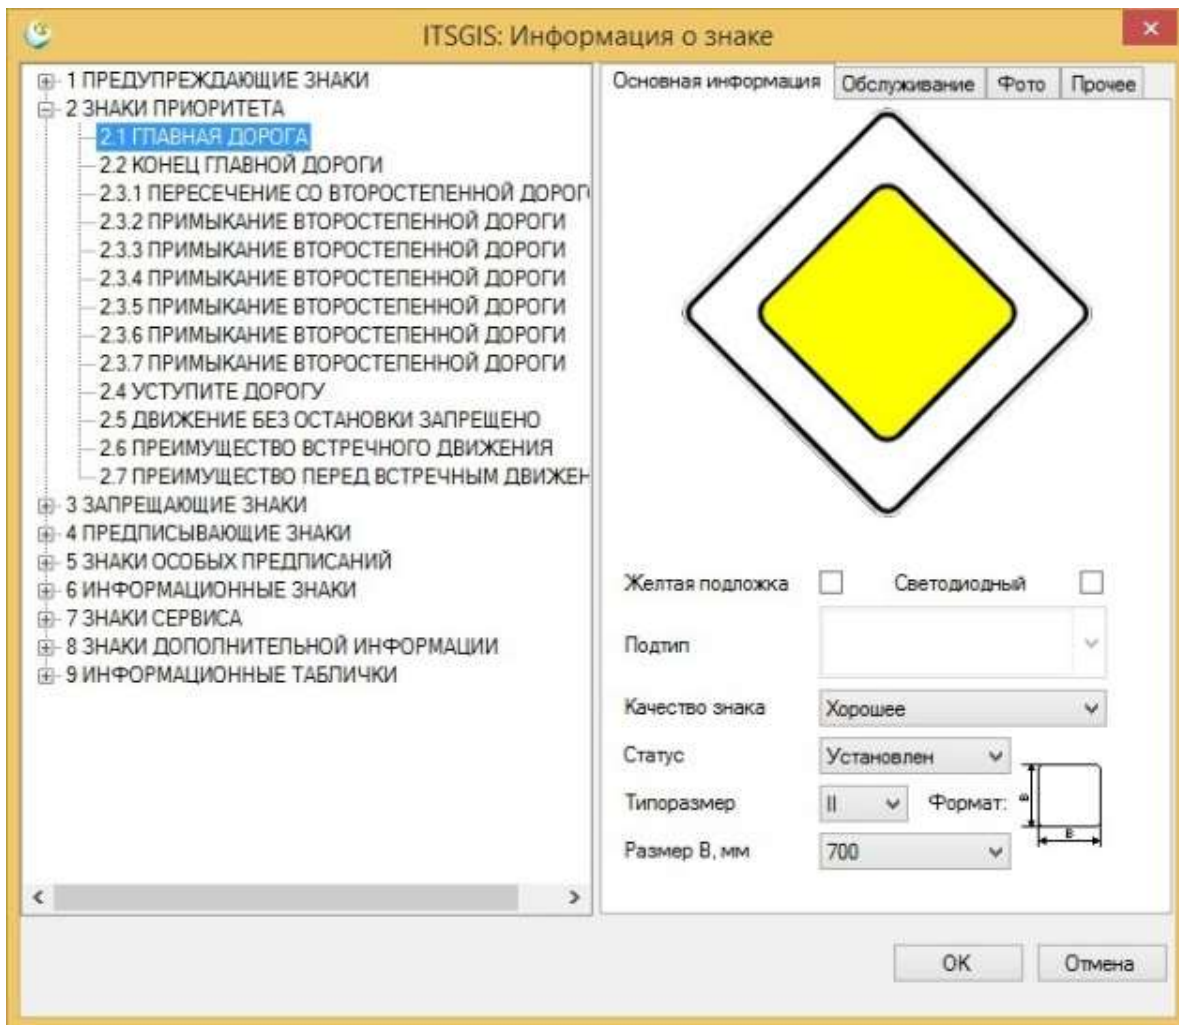 ITSGIS: Информация о знаке
1 ПРЕДУПРЕЖДАЮЩИЕ ЗНАКИ
2 ЗНАКИ ПРИОРИТЕТА
2.1 ГЛАВНАЯ ДОРОГА
2.2 КОНЕЦ ГЛАВНОЙ ДОРОГИ
2.3.1 ПЕРЕСЕЧЕНИЕ СО ВТОРОСТЕПЕННОЙ ДОРОГ
2.3.2 ПРИМЫКАНИЕ ВТОРОСТЕПЕННОЙ ДОРОГИ
2.3.3 ПРИМЫКАНИЕ ВТОРОСТЕПЕННОЙ ДОРОГИ
2.3.4 ПРИМЫКАНИЕ ВТОРОСТЕПЕННОЙ ДОРОГИ
2.3.5 ПРИМЫКАНИЕ ВТОРОСТЕПЕННОЙ ДОРОГИ
2.3.6 ПРИМЫКАНИЕ ВТОРОСТЕПЕННОЙ ДОРОГИ
2.3.7 ПРИМЫКАНИЕ ВТОРОСТЕПЕННОЙ ДОРОГИ
2.4 УСТУПИТЕ ДОРОГУ
2.5 ДВИЖЕНИЕ БЕЗ ОСТАНОВКИ ЗАПРЕЩЕНО
2.6 ПРЕИМУЩЕСТВО ВСТРЕЧНОГО ДВИЖЕНИЯ
2.7 ПРЕИМУЩЕСТВО ПЕРЕД ВСТРЕЧНЫМ ДВИЖЕН
3 ЗАПРЕЩАЮЩИЕ ЗНАКИ
4 ПРЕДПИСЫВАЮЩИЕ ЗНАКИ
5 ЗНАКИ ОСОБЫХ ПРЕДПИСАНИЙ
6 ИНФОРМАЦИОННЫЕ ЗНАКИ
7 ЗНАКИ СЕРВИСА
8 ЗНАКИ ДОПОЛНИТЕЛЬНОЙ ИНФОРМАЦИИ
9 ИНФОРМАЦИОННЫЕ ТАБЛИЧКИ
Основная информация Обслуживание Фото Прочее
Желтая подложка Светодиодный
Подтип
Качество знака Хорошее
Статус Установлен
Типоразмер II Формат: B
B
Размер B, мм 700
OK Отмена